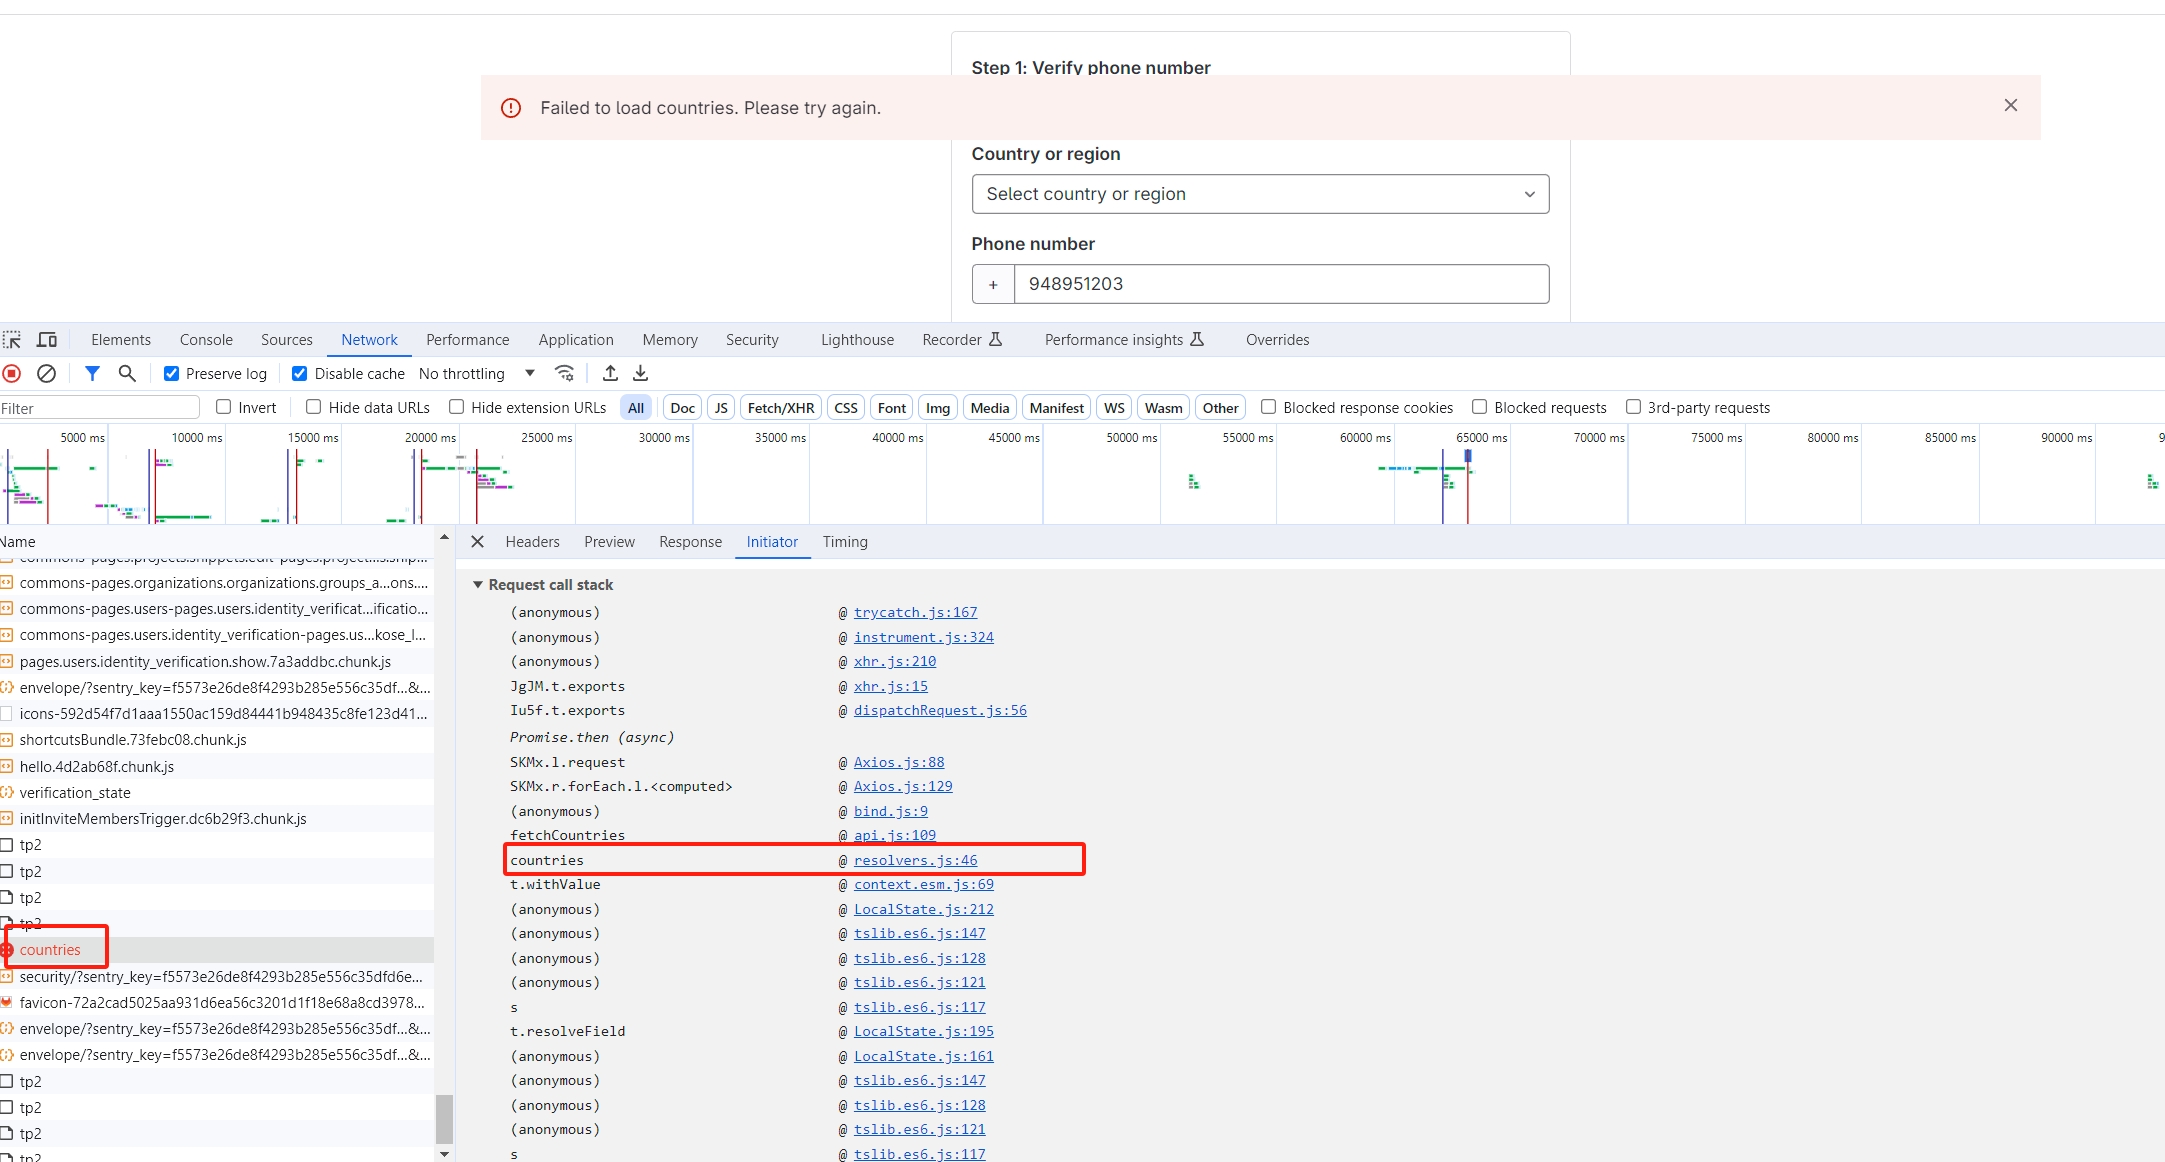 Step 1: Verify phone number
Failed to load countries. Please try again.
Country or region
Select country or region
Phone number
+ 948951203
Elements Console Sources Network Performance Application Memory Security Lighthouse Recorder Performance insights Overrides
Preserve log Disable cache No throttling
Filter Invert Hide data URLs Hide extension URLs All Doc JS Fetch/XHR CSS Font Img Media Manifest WS Wasm Other Blocked response cookies Blocked requests 3rd-party requests
5000 ms 10000 ms 15000 ms 20000 ms 25000 ms 30000 ms 35000 ms 40000 ms 45000 ms 50000 ms 55000 ms 60000 ms 65000 ms 70000 ms 75000 ms 80000 ms 85000 ms 90000 ms 9
Name
commons-pages.organizations.organizations.groups_a...ons....
commons-pages.users-pages.users.identity_verificat...ificatio...
commons-pages.users.identity_verification-pages.us...kose_l...
pages.users.identity_verification.show.7a3addbc.chunk.js
envelope/?sentry_key=f5573e26de8f4293b285e556c35df...&...
icons-592d54f7d1aaa1550ac159d84441b948435c8fe123d41...
shortcutsBundle.73febc08.chunk.js
hello.4d2ab68f.chunk.js
verification_state
initInviteMembersTrigger.dc6b29f3.chunk.js
tp2
tp2
tp2
tp2
countries
security/?sentry_key=f5573e26de8f4293b285e556c35dfd6e...
favicon-72a2cad5025aa931d6ea56c3201d1f18e68a8cd3978...
envelope/?sentry_key=f5573e26de8f4293b285e556c35df...&...
envelope/?sentry_key=f5573e26de8f4293b285e556c35df...&...
tp2
tp2
tp2
tp2
Headers Preview Response Initiator Timing
Request call stack
(anonymous) @ trycatch.js:167
(anonymous) @ instrument.js:324
(anonymous) @ xhr.js:210
JgJM.t.exports @ xhr.js:15
Iu5f.t.exports @ dispatchRequest.js:56
Promise.then (async)
SKMx.l.request @ Axios.js:88
SKMx.r.forEach.l.<computed> @ Axios.js:129
(anonymous) @ bind.js:9
fetchCountries @ api.js:109
countries @ resolvers.js:46
t.withValue @ context.esm.js:69
(anonymous) @ LocalState.js:212
(anonymous) @ tslib.es6.js:147
(anonymous) @ tslib.es6.js:128
(anonymous) @ tslib.es6.js:121
s @ tslib.es6.js:117
t.resolveField @ LocalState.js:195
(anonymous) @ LocalState.js:161
(anonymous) @ tslib.es6.js:147
(anonymous) @ tslib.es6.js:128
(anonymous) @ tslib.es6.js:121
s @ tslib.es6.js:117